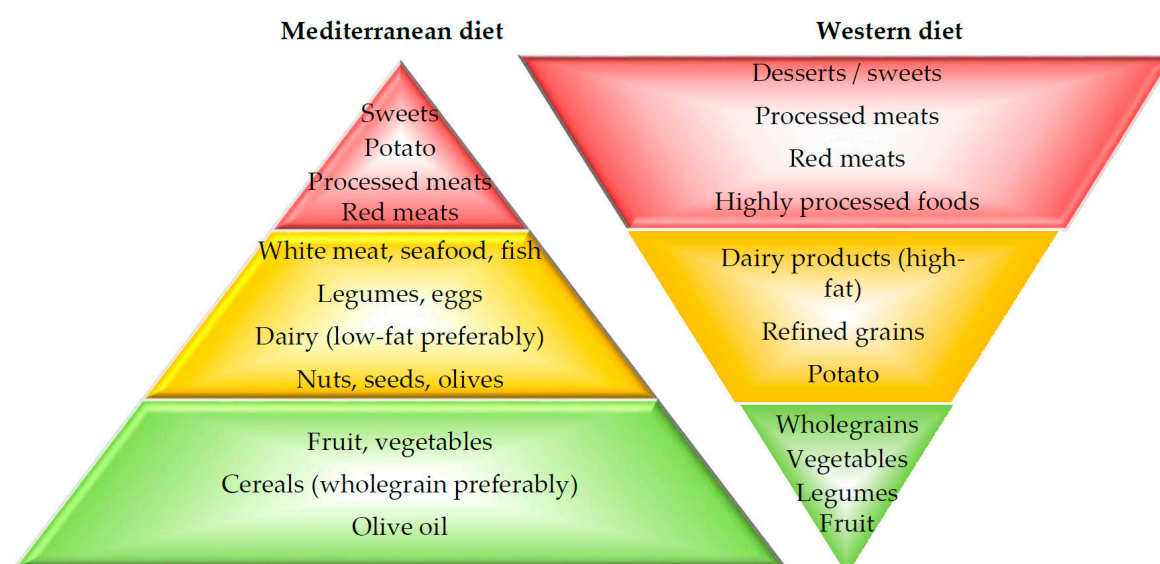 Mediterranean diet
Sweets
Potato
Processed meats
Red meats
White meat, seafood, fish
Legumes, eggs
Dairy (low-fat preferably)
Nuts, seeds, olives
Fruit, vegetables
Cereals (wholegrain preferably)
Olive oil
Western diet
Desserts / sweets
Processed meats
Red meats
Highly processed foods
Dairy products (high-
fat)
Refined grains
Potato
Wholegrains
Vegetables
Legumes
Fruit